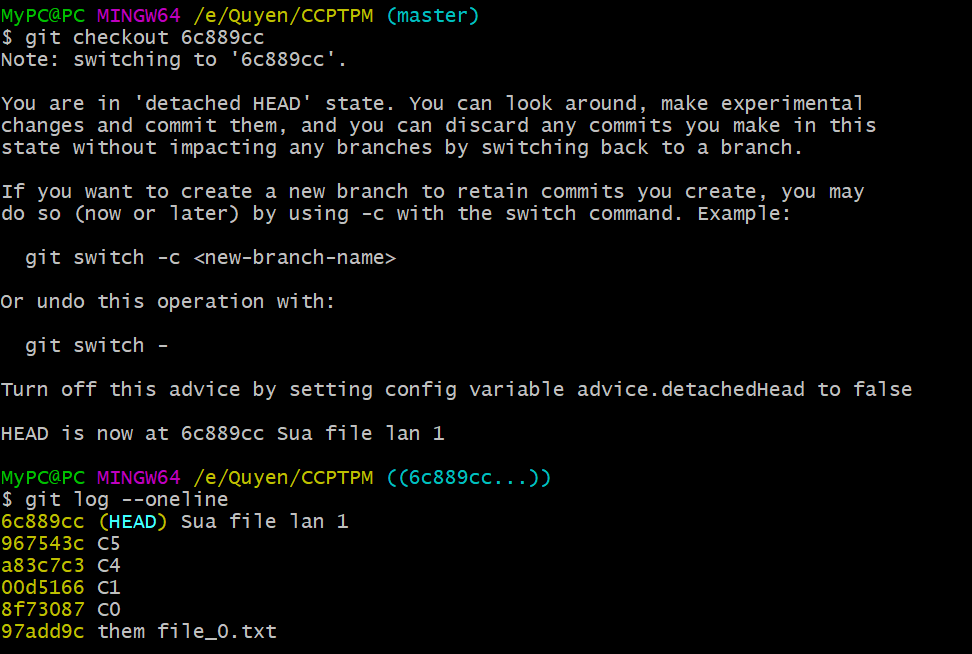 MyPC@PC MINGW64 /e/Quyen/CCPTPM (master)
$ git checkout 6c889cc
Note: switching to '6c889cc'.
You are in 'detached HEAD' state. You can look around, make experimental
changes and commit them, and you can discard any commits you make in this
state without impacting any branches by switching back to a branch.
If you want to create a new branch to retain commits you create, you may
do so (now or later) by using -c with the switch command. Example:
git switch -c <new-branch-name>
Or undo this operation with:
git switch -
Turn off this advice by setting config variable advice.detachedHead to false
HEAD is now at 6c889cc Sua file lan 1
MyPC@PC MINGW64 /e/Quyen/CCPTPM ((6c889cc...))
$ git log --oneline
6c889cc (HEAD) Sua file lan 1
967543c C5
a83c7c3 C4
00d5166 C1
8f73087 C0
97add9c them file_0.txt